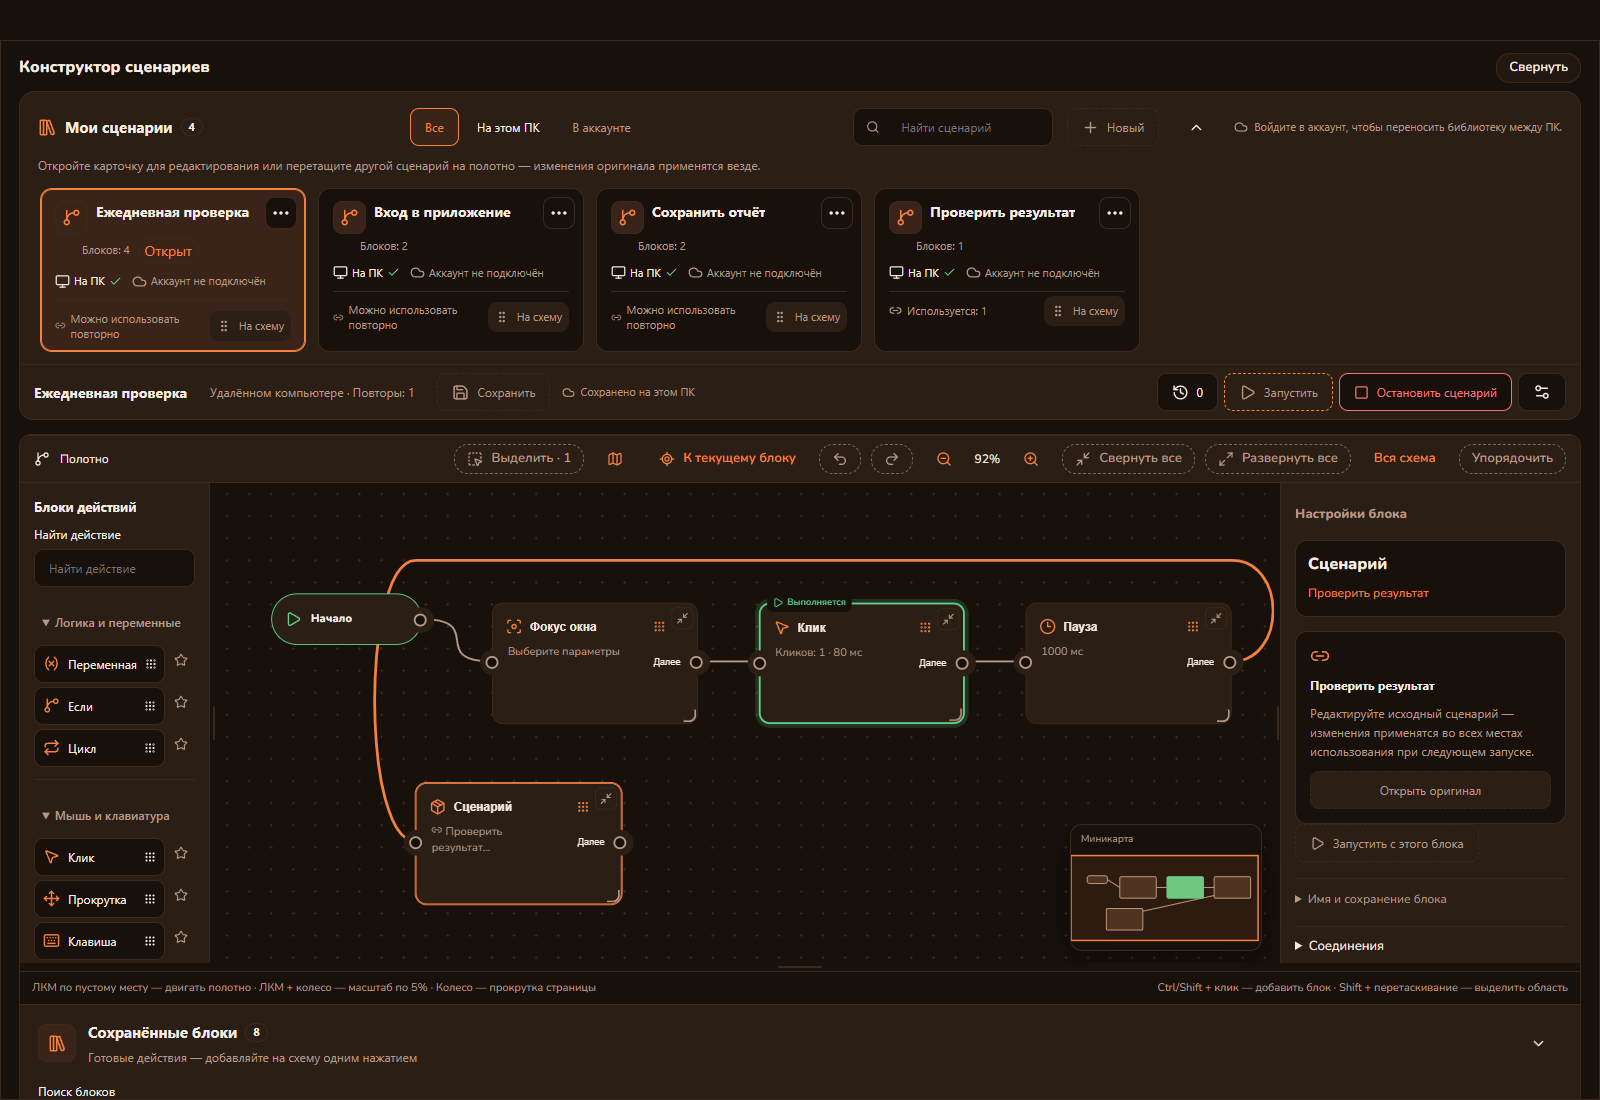 Конструктор сценариев
Свернуть
Мои сценарии 4
Все
На этом ПК
В аккаунте
Найти сценарий
Новый
Войдите в аккаунт, чтобы переносить библиотеку между ПК.
Откройте карточку для редактирования или перетащите другой сценарий на полотно — изменения оригинала применятся везде.
Ежедневная проверка
Блоков: 4 Открыт
На ПК Аккаунт не подключён
Можно использовать
повторно
На схему
Вход в приложение
Блоков: 2
На ПК Аккаунт не подключён
Можно использовать
повторно
На схему
Сохранить отчёт
Блоков: 2
На ПК Аккаунт не подключён
Можно использовать
повторно
На схему
Проверить результат
Блоков: 1
На ПК Аккаунт не подключён
Используется: 1
На схему
Ежедневная проверка
Удалённом компьютере · Повторы: 1
Сохранить
Сохранено на этом ПК
0
Запустить
Остановить сценарий
Полотно
Выделить · 1
К текущему блоку
92%
Свернуть все
Развернуть все
Вся схема
Упорядочить
Блоки действий
Найти действие
Найти действие
Логика и переменные
Переменная
Если
Цикл
Мышь и клавиатура
Клик
Прокрутка
Клавиша
Начало
Фокус окна
Выберите параметры
Далее
Выполняется
Клик
Кликов: 1 · 80 мс
Далее
Пауза
1000 мс
Далее
Сценарий
Проверить
результат...
Далее
Миникарта
Настройки блока
Сценарий
Проверить результат
Проверить результат
Редактируйте исходный сценарий —
изменения применятся во всех местах
использования при следующем запуске.
Открыть оригинал
Запустить с этого блока
Имя и сохранение блока
Соединения
ЛКМ по пустому месту — двигать полотно · ЛКМ + колесо — масштаб по 5% · Колесо — прокрутка страницы
Ctrl/Shift + клик — добавить блок · Shift + перетаскивание — выделить область
Сохранённые блоки 8
Готовые действия — добавляйте на схему одним нажатием
Поиск блоков